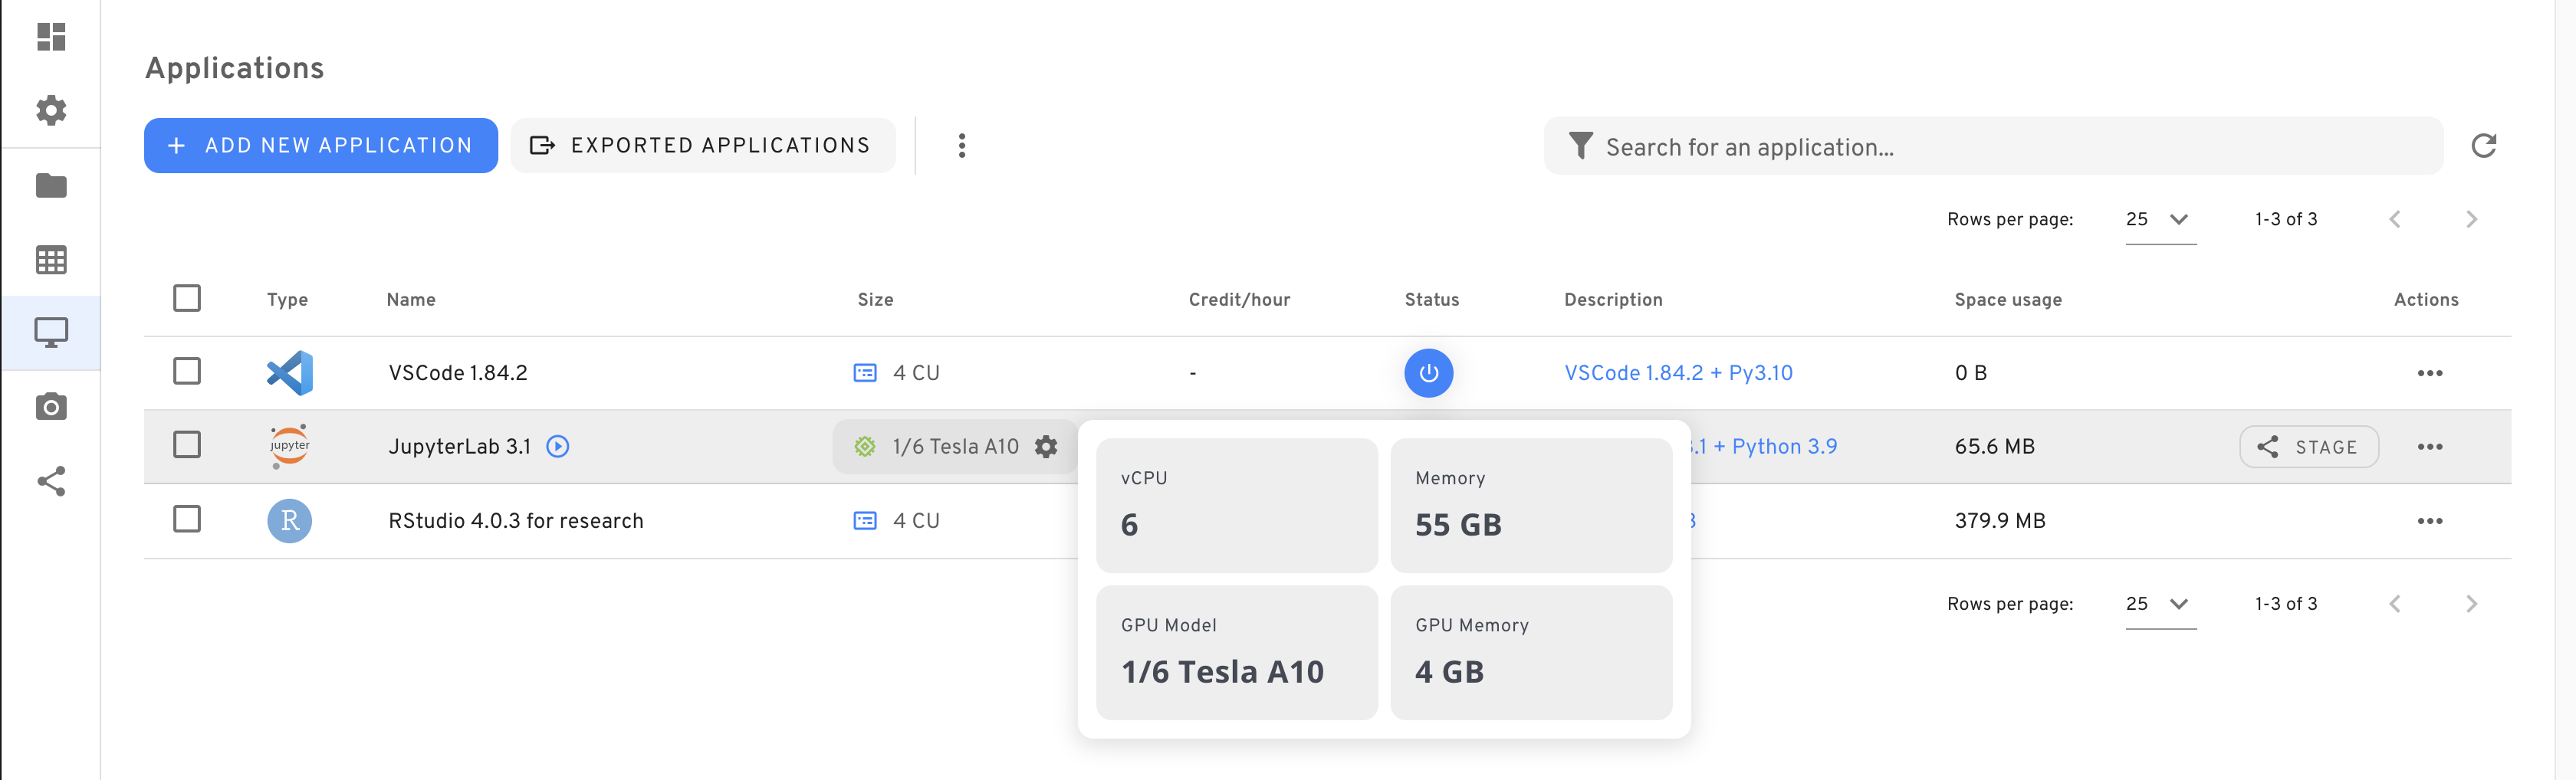 Applications
ADD NEW APPLICATION
EXPORTED APPLICATIONS
Search for an application...
Rows per page: 25 1-3 of 3
Type Name Size Credit/hour Status Description Space usage Actions
VSCode 1.84.2 4 CU - VSCode 1.84.2 + Py3.10 0 B
jupyter JupyterLab 3.1 1/6 Tesla A10 .1 + Python 3.9 65.6 MB STAGE
R RStudio 4.0.3 for research 4 CU 379.9 MB
vCPU
6
Memory
55 GB
GPU Model
1/6 Tesla A10
GPU Memory
4 GB
Rows per page: 25 1-3 of 3